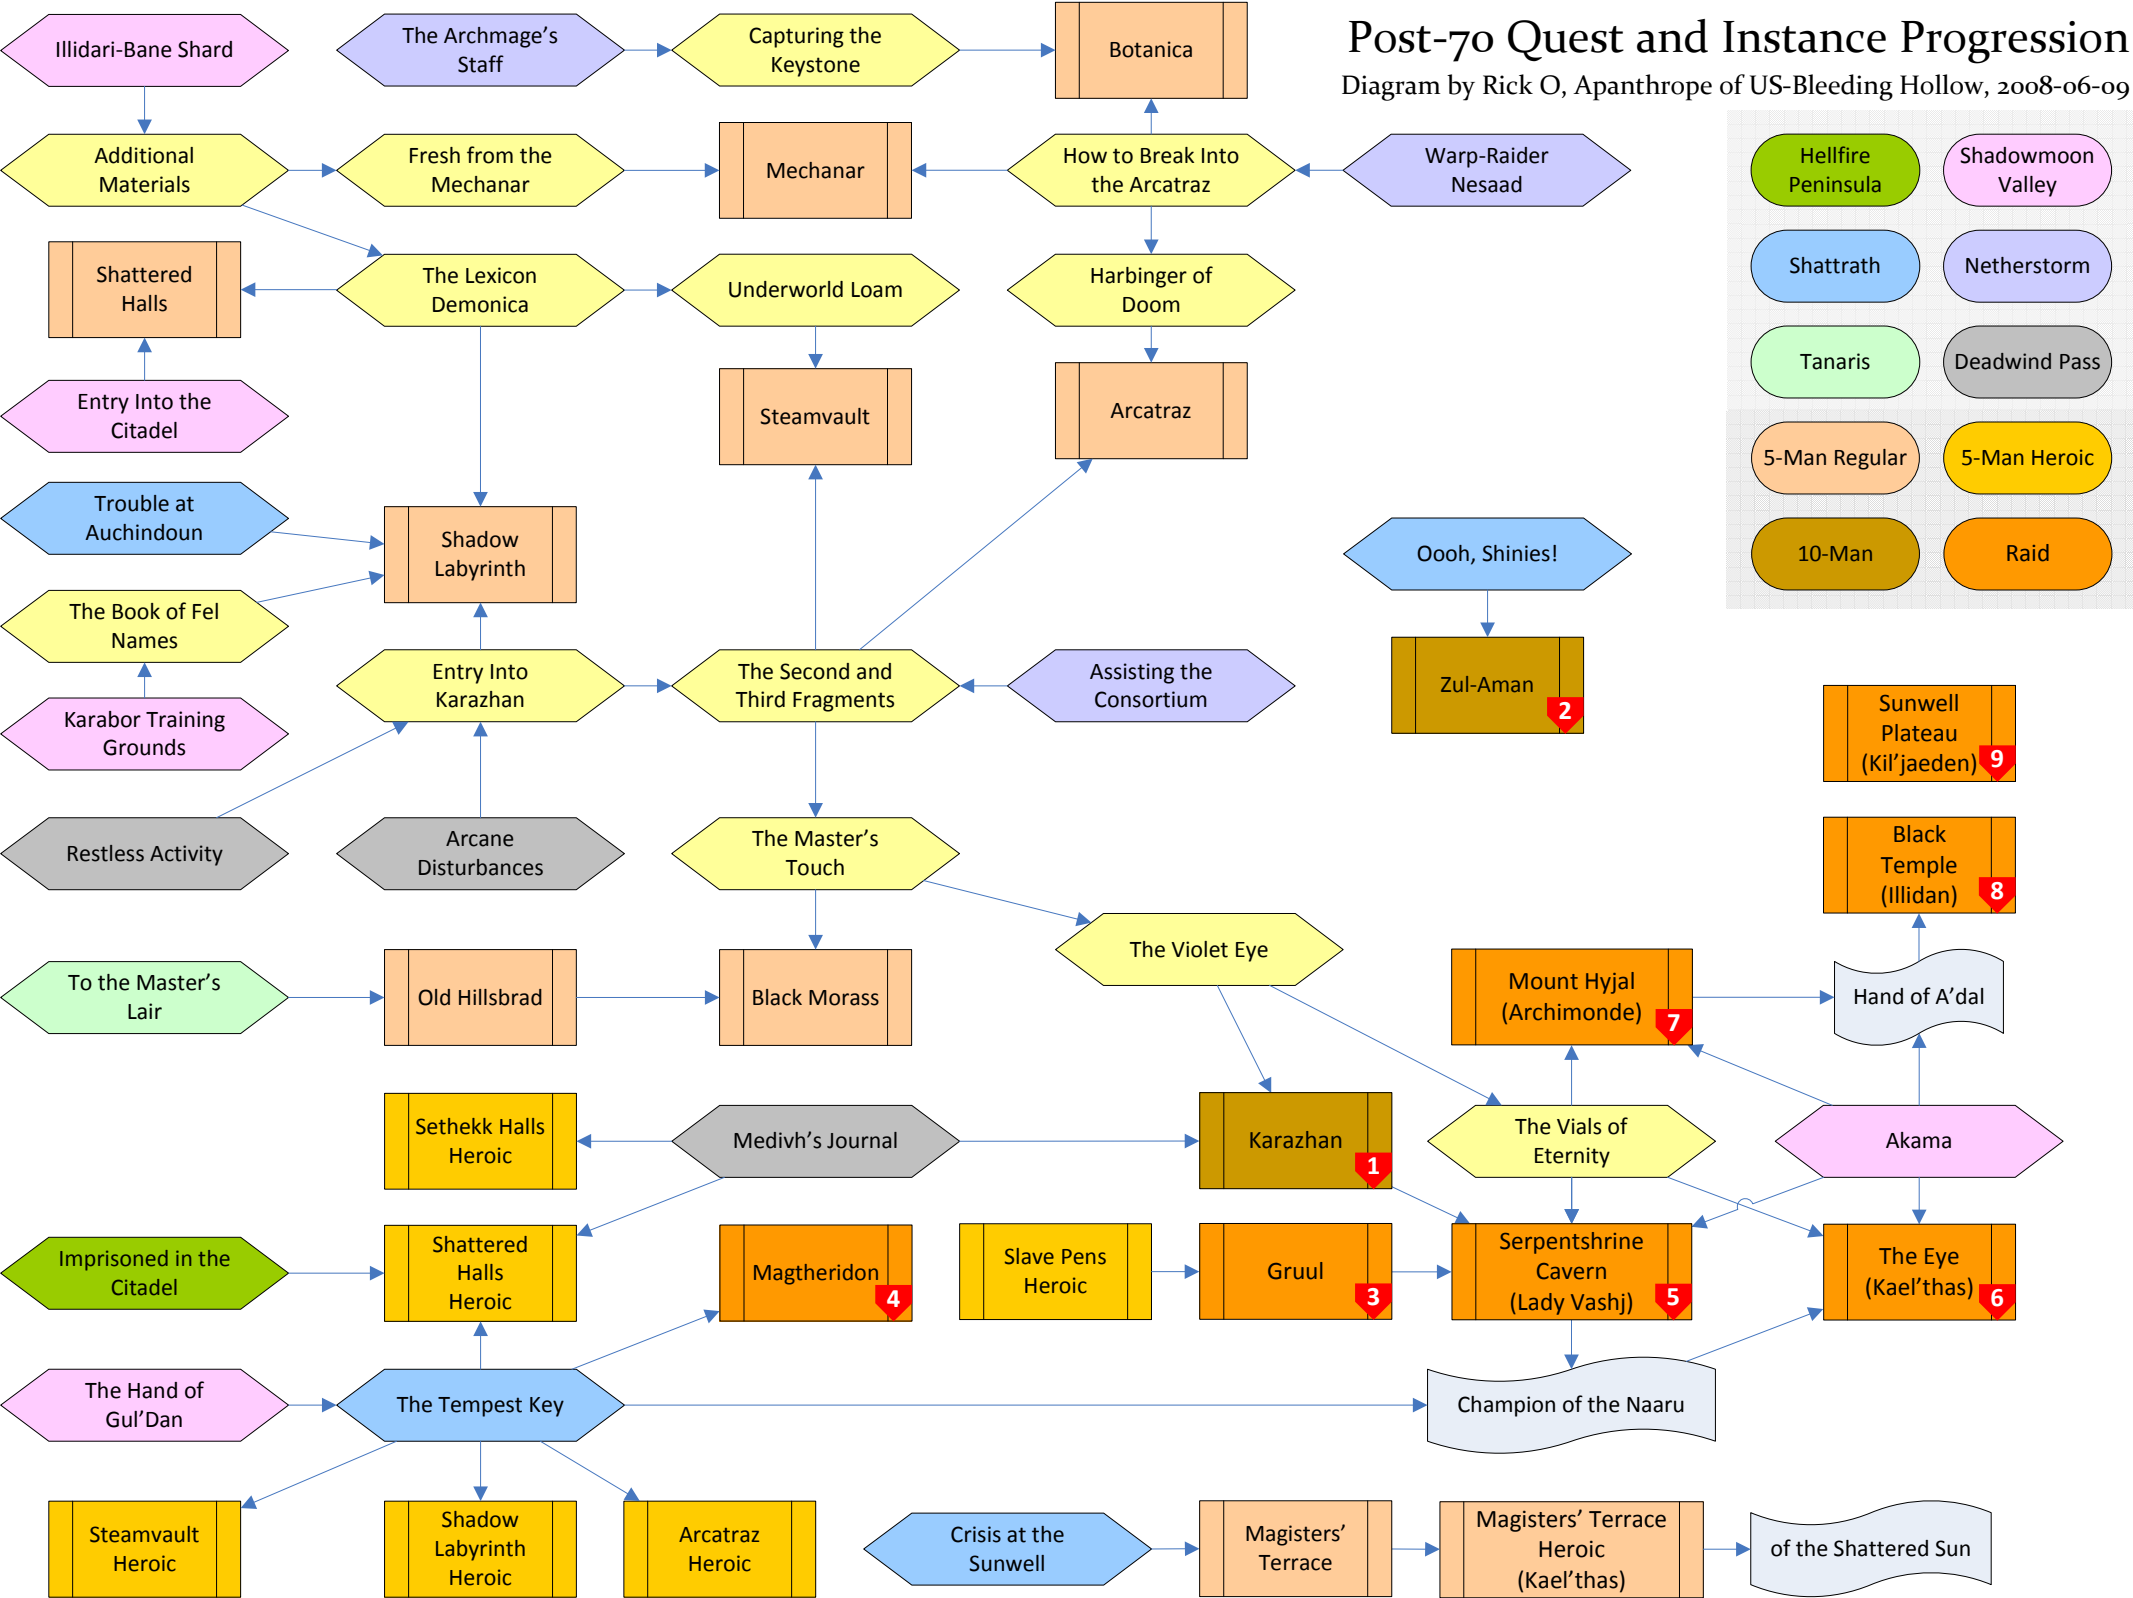 Post-70 Quest and Instance Progression
Diagram by Rick O, Apanthrope of US-Bleeding Hollow, 2008-06-09
Illidari-Bane Shard
The Archmage's
Staff
Capturing the
Keystone
Botanica
Additional
Materials
Fresh from the
Mechanar
Mechanar
How to Break Into
the Arcatraz
Warp-Raider
Nesaad
Hellfire
Peninsula
Shadowmoon
Valley
Shattrath
Netherstorm
Tanaris
Deadwind Pass
5-Man Regular
5-Man Heroic
10-Man
Raid
Shattered
Halls
The Lexicon
Demonica
Underworld Loam
Harbinger of
Doom
Entry Into the
Citadel
Steamvault
Arcatraz
Trouble at
Auchindoun
Shadow
Labyrinth
Oooh, Shinies!
The Book of Fel
Names
Entry Into
Karazhan
The Second and
Third Fragments
Assisting the
Consortium
Zul-Aman
2
Karabor Training
Grounds
Sunwell
Plateau
(Kil'jaeden)
9
Restless Activity
Arcane
Disturbances
The Master's
Touch
Black
Temple
(Illidan)
8
The Violet Eye
To the Master's
Lair
Old Hillsbrad
Black Morass
Mount Hyjal
(Archimonde)
7
Hand of A'dal
Sethekk Halls
Heroic
Medivh's Journal
Karazhan
1
The Vials of
Eternity
Akama
Imprisoned in the
Citadel
Shattered
Halls
Heroic
Magtheridon
4
Slave Pens
Heroic
Gruul
3
Serpentshrine
Cavern
(Lady Vashj)
5
The Eye
(Kael'thas)
6
The Hand of
Gul'Dan
The Tempest Key
Champion of the Naaru
Steamvault
Heroic
Shadow
Labyrinth
Heroic
Arcatraz
Heroic
Crisis at the
Sunwell
Magisters'
Terrace
Magisters' Terrace
Heroic
(Kael'thas)
of the Shattered Sun